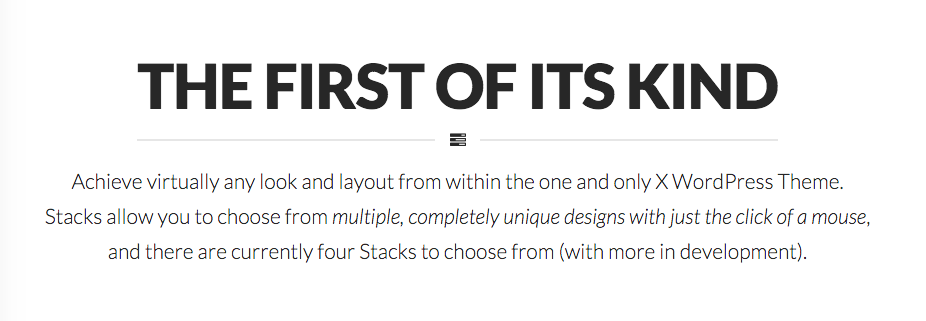 THE FIRST OF ITS KIND
Achieve virtually any look and layout from within the one and only X WordPress Theme.
Stacks allow you to choose from multiple, completely unique designs with just the click of a mouse,
and there are currently four Stacks to choose from (with more in development).